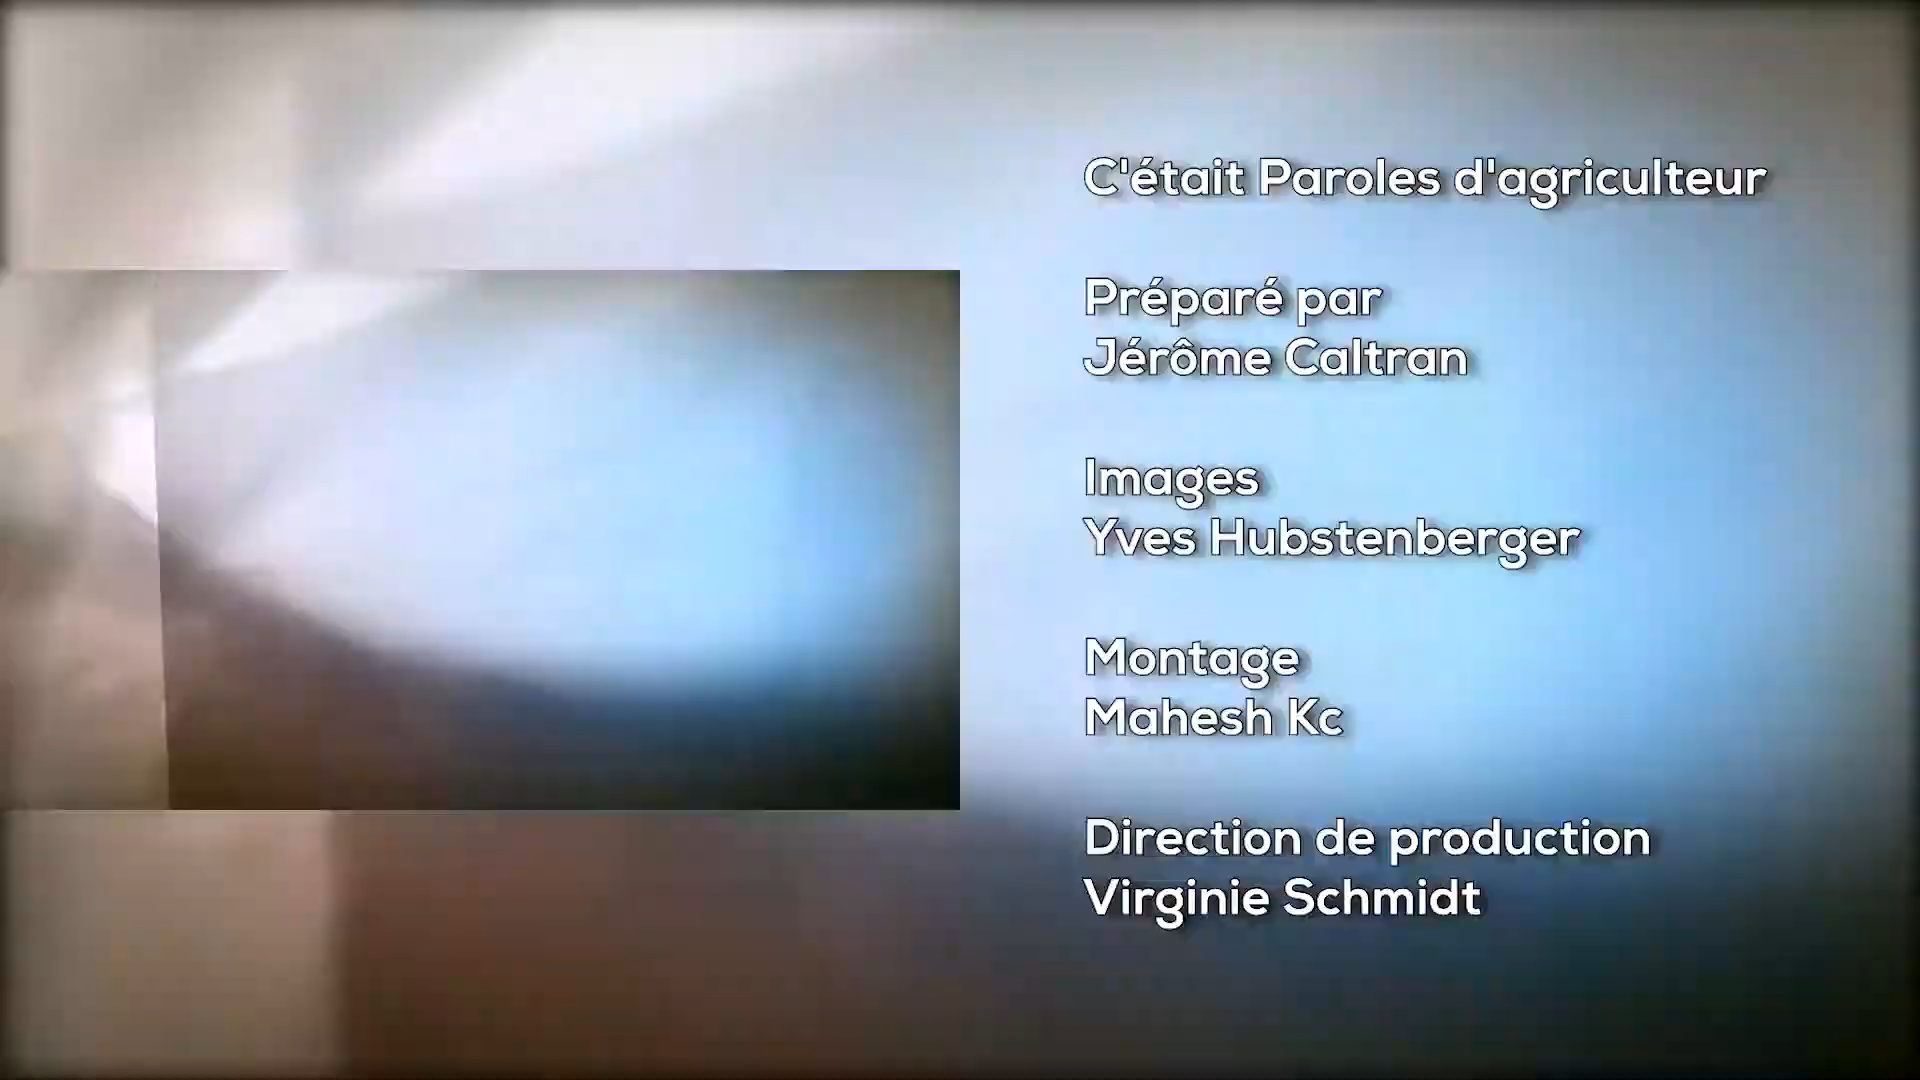 C'était Paroles d'agriculteur
Préparé par
Jérôme Caltran
Images
Yves Hubstenberger
Montage
Mahesh Kc
Direction de production
Virginie Schmidt